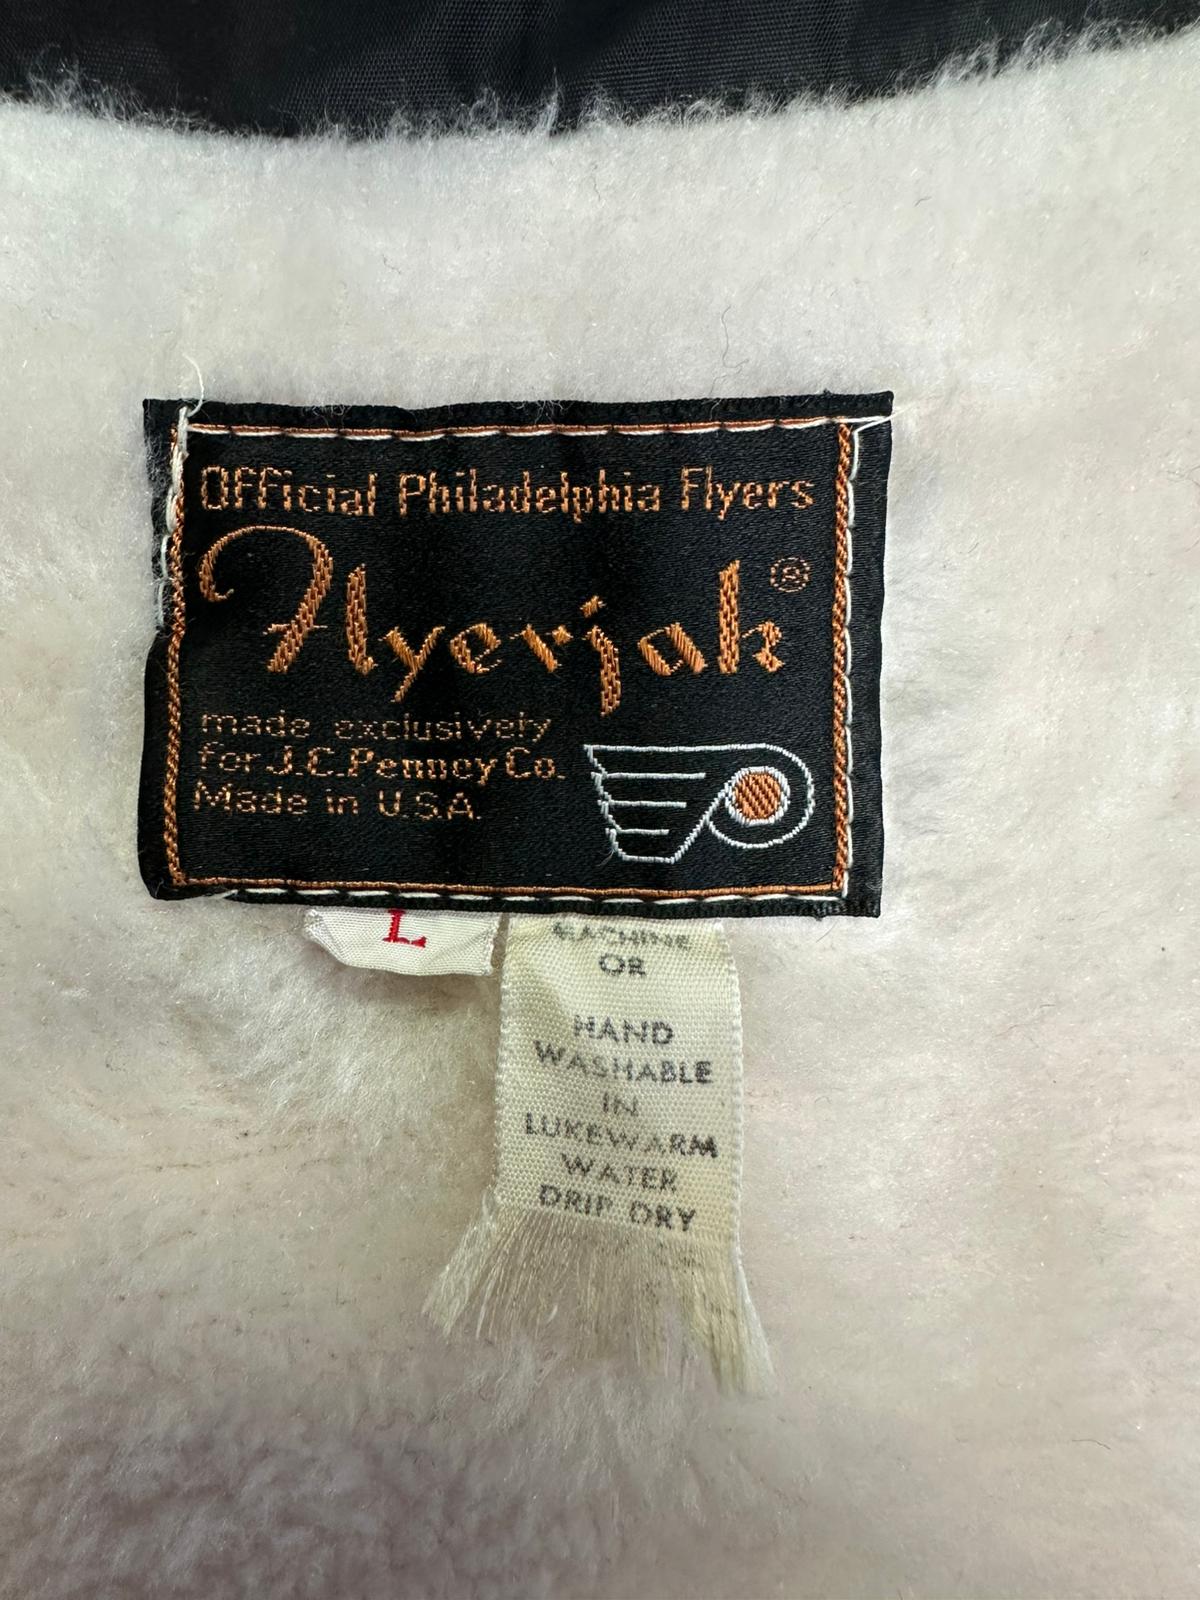 Official Philadelphia Flyers
Flyerjak ®
made exclusively
for J.C.Penney Co.
Made in U.S.A.
L
MACHINE
OR
HAND
WASHABLE
IN
LUKEWARM
WATER
DRIP DRY